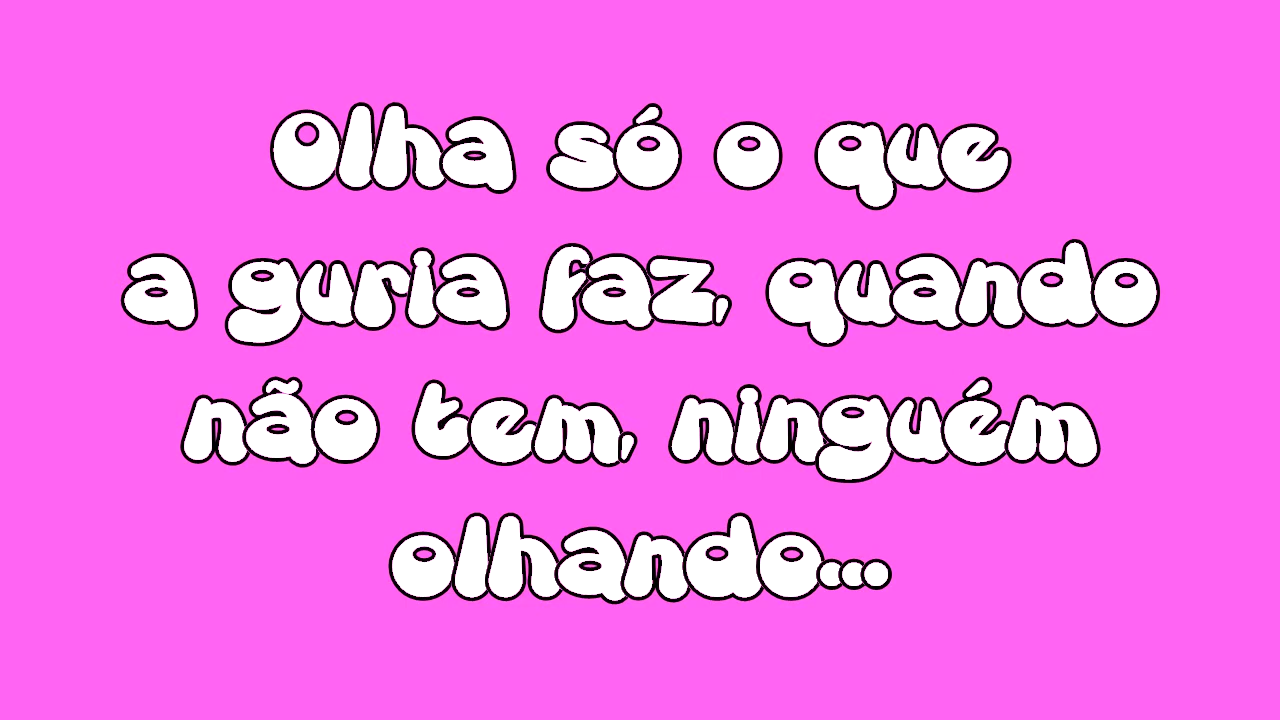 Olha só o que
a guria faz, quando
não tem, ninguém
olhando...